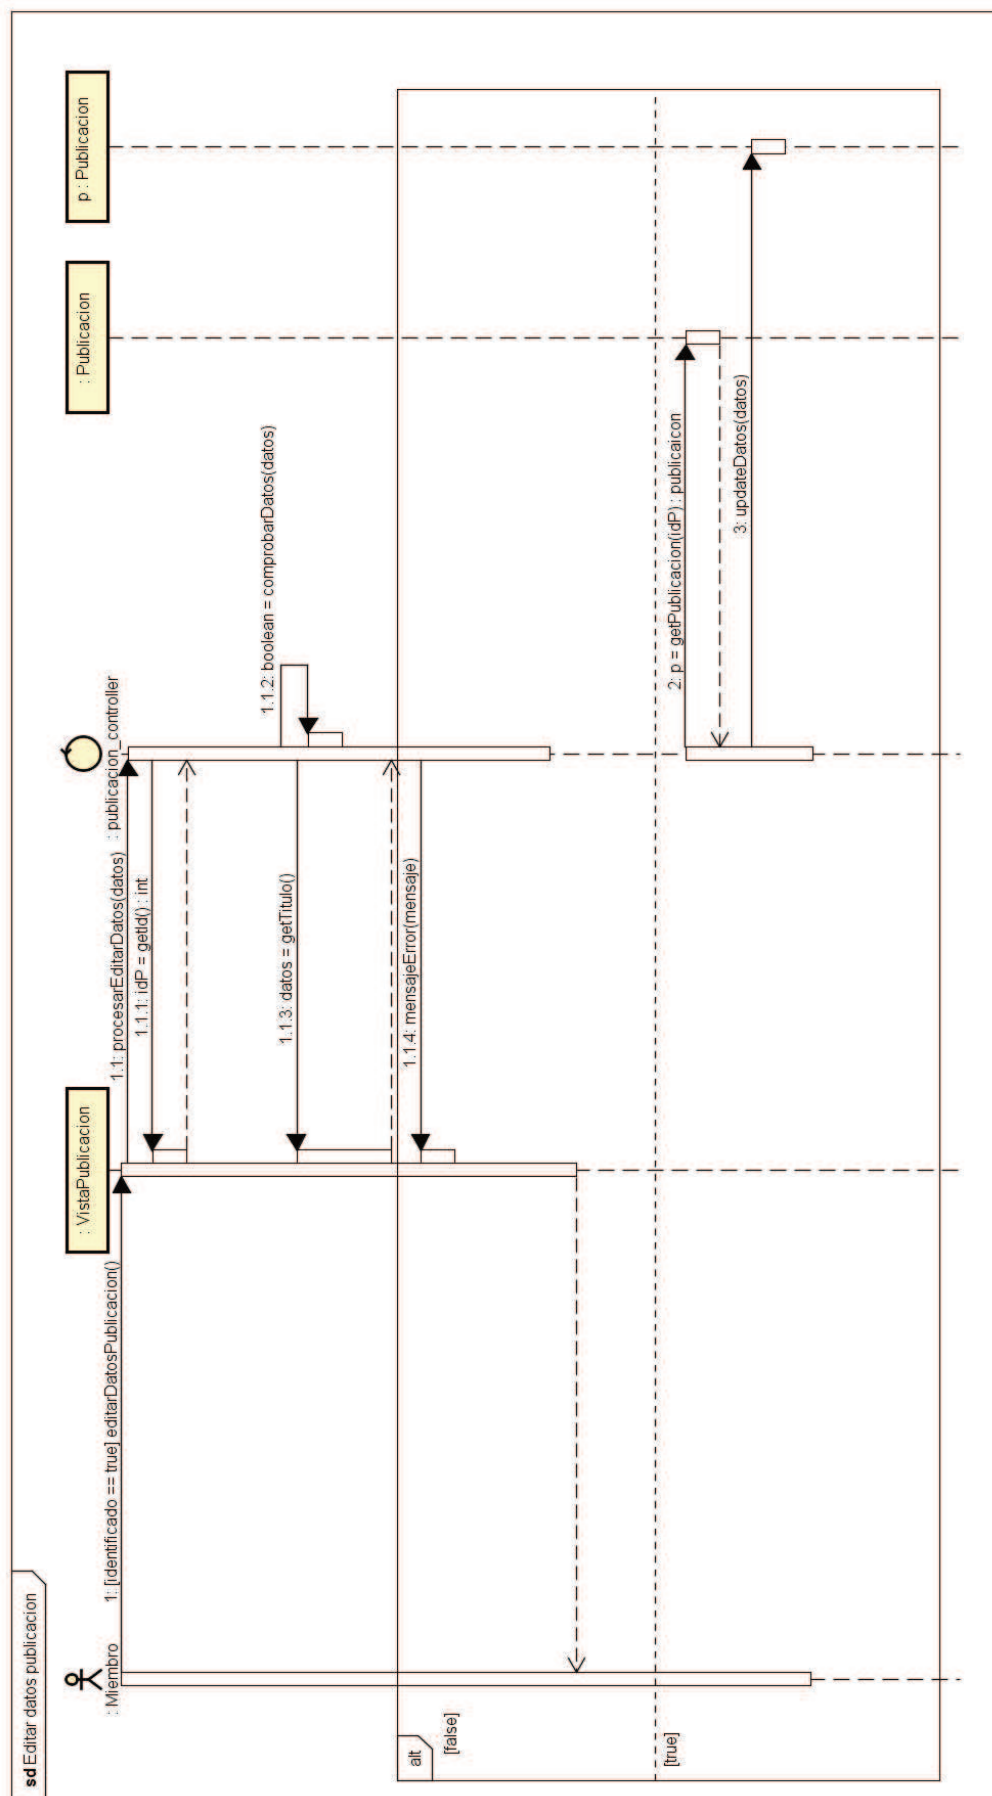 sd Editar datos publicacion
: Miembro
: VistaPublicacion
: publicacion_controller
: Publicacion
p : Publicacion
1: [identificado == true] editarDatosPublicacion()
1.1: procesarEditarDatos(datos)
1.1.1: idP = getId() : int
1.1.2: boolean = comprobarDatos(datos)
1.1.3: datos = getTitulo()
alt
[false]
1.1.4: mensajeError(mensaje)
[true]
2: p = getPublicacion(idP) : publicaicon
3: updateDatos(datos)